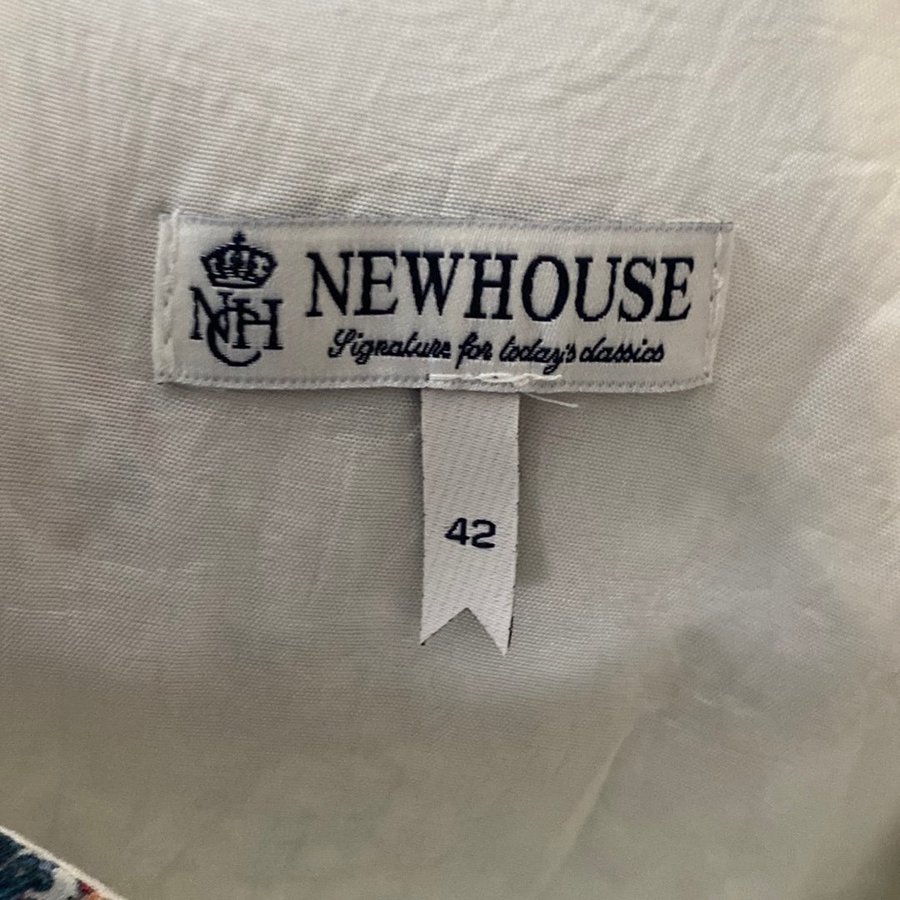 NCH
NEWHOUSE
Signature for today's classics
42